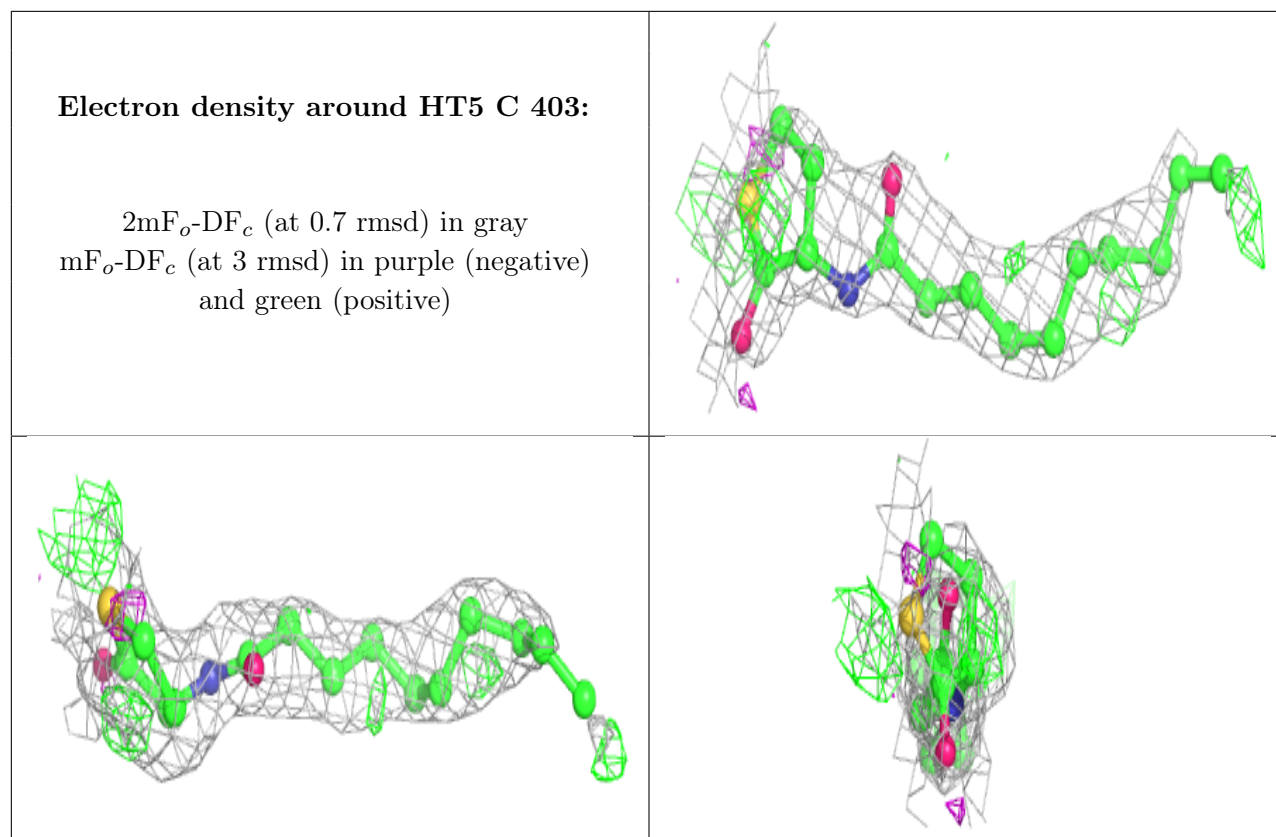 Electron density around HT5 C 403:
2mFₒ-DF𝒸 (at 0.7 rmsd) in gray
mFₒ-DF𝒸 (at 3 rmsd) in purple (negative)
and green (positive)